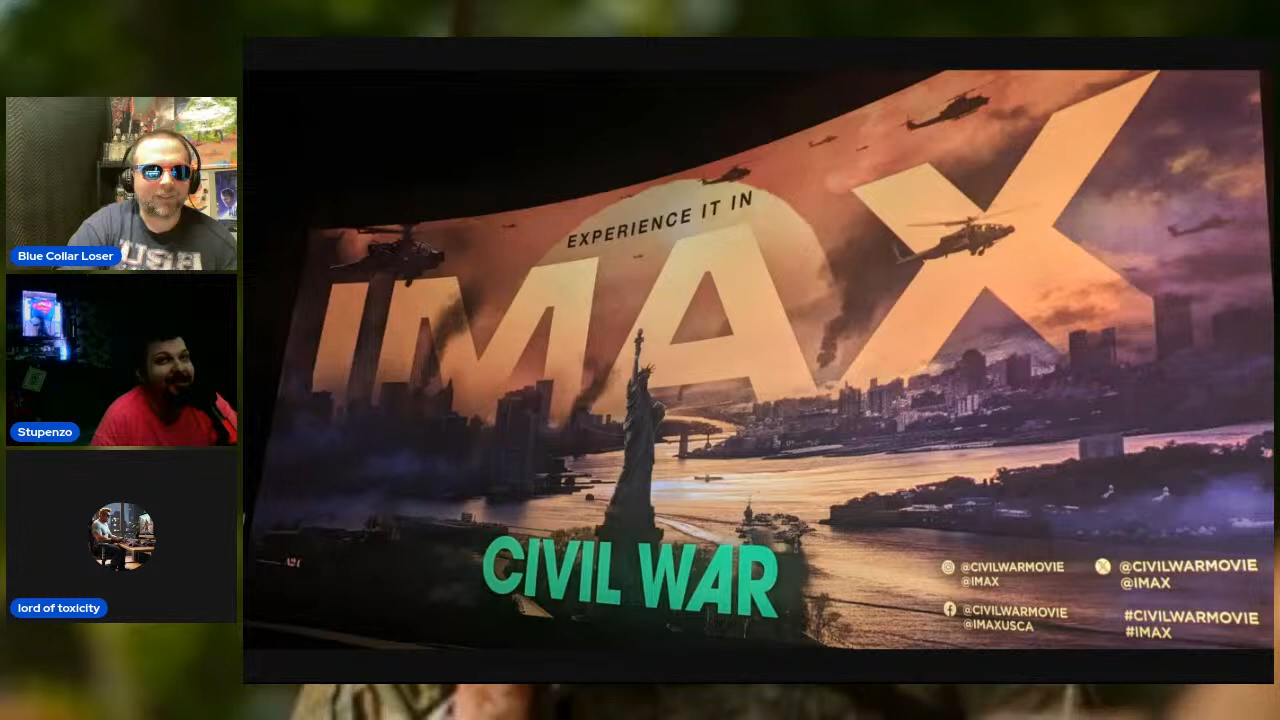 Blue Collar Loser
Stupenzo
lord of toxicity
EXPERIENCE IT IN
IMAX
CIVIL WAR
@CIVILWARMOVIE
@IMAX
@CIVILWARMOVIE
@IMAXUSCA
@CIVILWARMOVIE
@IMAX
#CIVILWARMOVIE
#IMAX